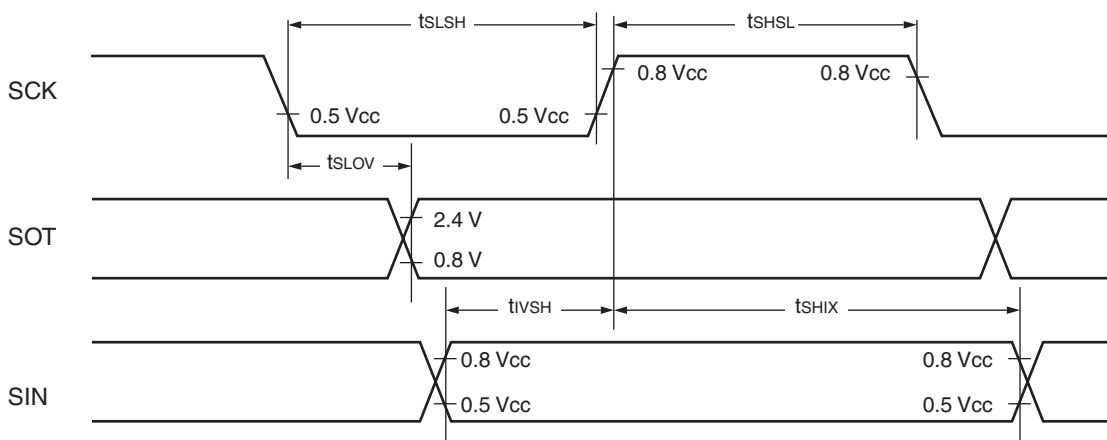 tSLSH tSHSL
SCK 0.8 Vcc 0.8 Vcc
0.5 Vcc 0.5 Vcc
tSLOV
SOT 2.4 V
0.8 V
tIVSH tSHIX
0.8 Vcc 0.8 Vcc
SIN 0.5 Vcc 0.5 Vcc